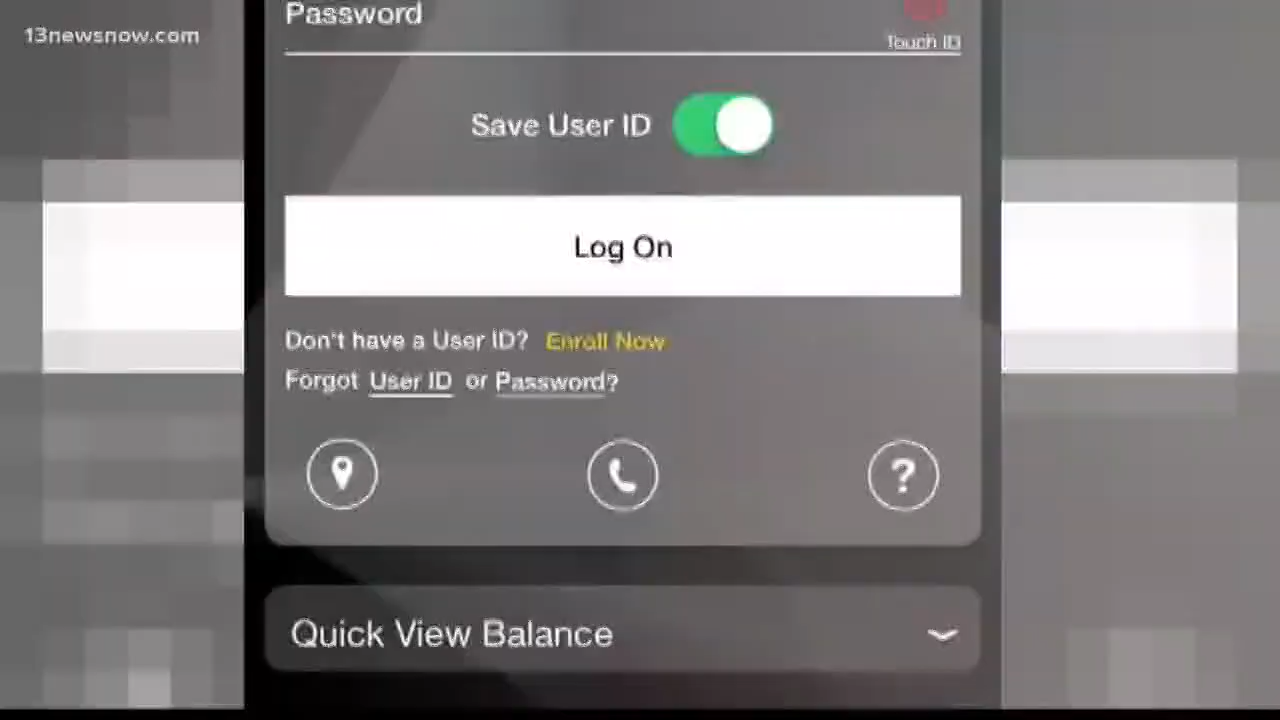 13newsnow.com
Password
Touch ID
Save User ID
Log On
Don't have a User ID? Enroll Now
Forgot User ID or Password?
?
Quick View Balance